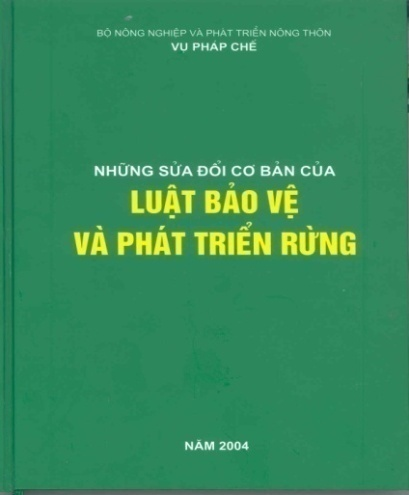 BỘ NÔNG NGHIỆP VÀ PHÁT TRIỂN NÔNG THÔN
VỤ PHÁP CHẾ
NHỮNG SỬA ĐỔI CƠ BẢN CỦA
LUẬT BẢO VỆ
VÀ PHÁT TRIỂN RỪNG
NĂM 2004